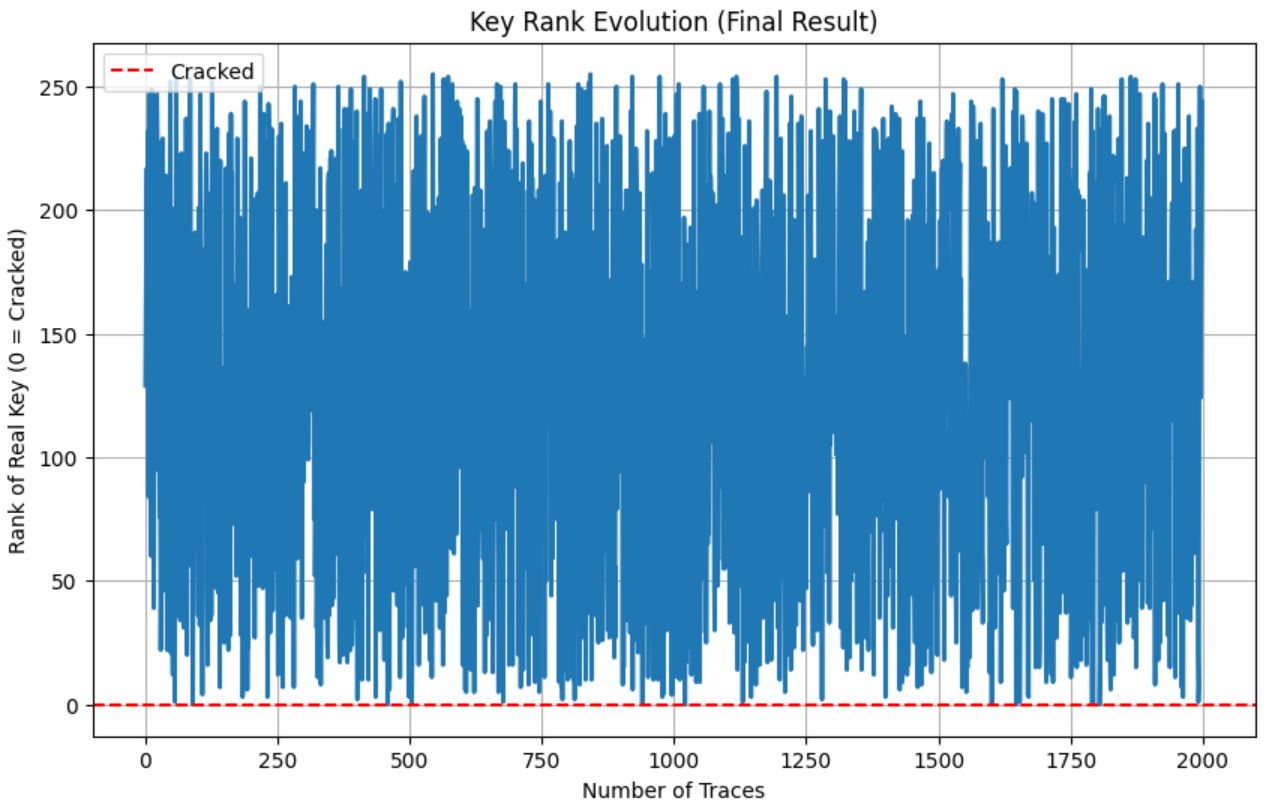 Key Rank Evolution (Final Result)
Cracked
Rank of Real Key (0 = Cracked)
250
200
150
100
50
0
0 250 500 750 1000 1250 1500 1750 2000
Number of Traces